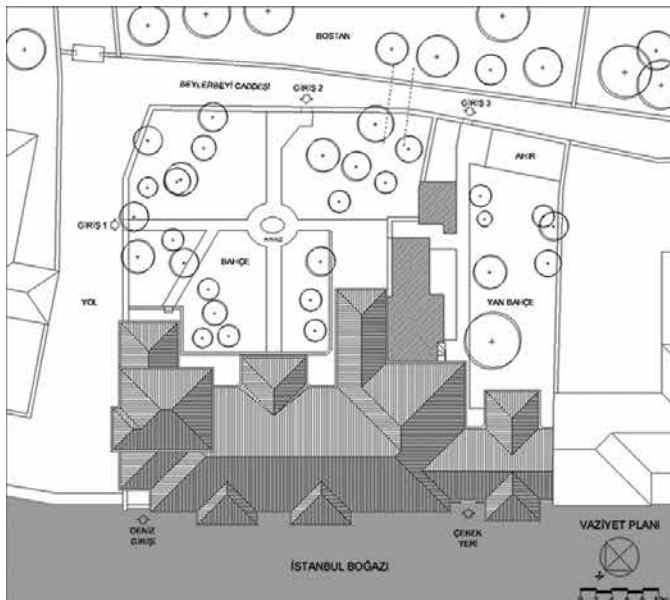 BOSTAN
BEYLERBEYİ CADDESİ
GİRİŞ 2
GİRİŞ 3
AHIR
GİRİŞ 1
HAVUZ
BAHÇE
YOL
YAN BAHÇE
DENİZ
GİRİŞİ
ÇEKEK
YERİ
VAZİYET PLANI
İSTANBUL BOĞAZI